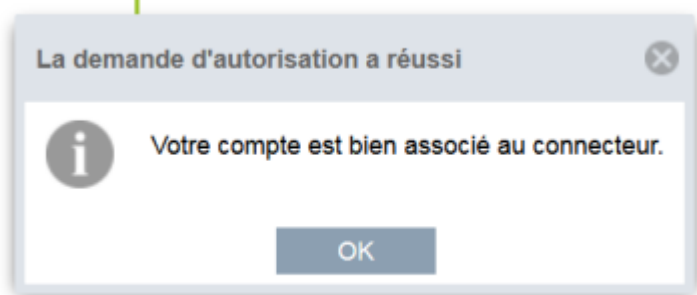 La demande d'autorisation a réussi
Votre compte est bien associé au connecteur.
OK